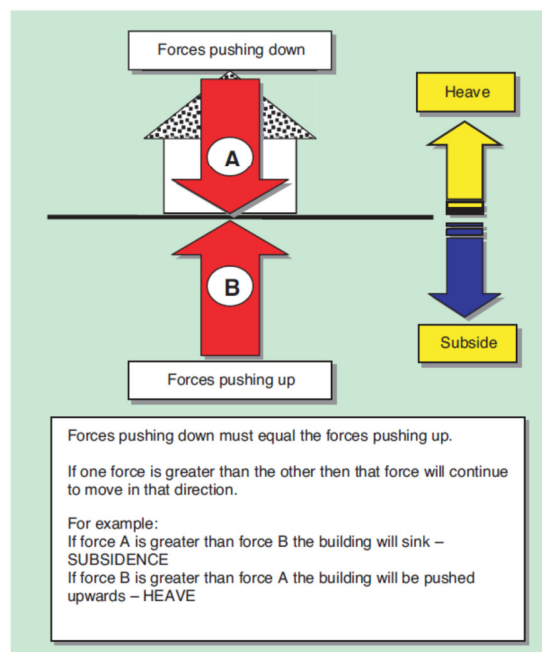 Forces pushing down
Heave
A
B
Subside
Forces pushing up
Forces pushing down must equal the forces pushing up.
If one force is greater than the other then that force will continue
to move in that direction.
For example:
If force A is greater than force B the building will sink –
SUBSIDENCE
If force B is greater than force A the building will be pushed
upwards – HEAVE